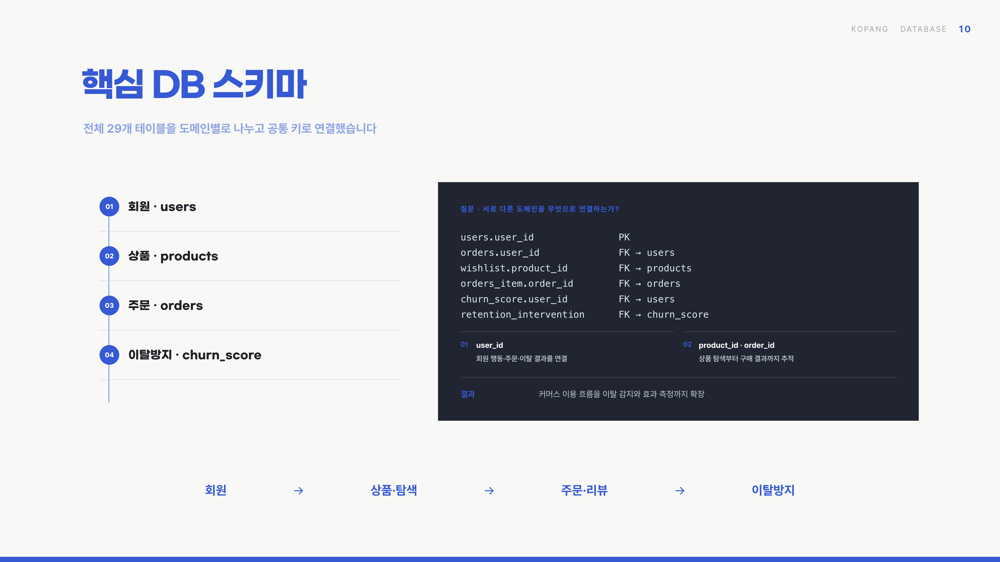 KOPANG DATABASE 10
핵심 DB 스키마
전체 29개 테이블을 도메인별로 나누고 공통 키로 연결했습니다
01 회원 · users
02 상품 · products
03 주문 · orders
04 이탈방지 · churn_score
질문 · 서로 다른 도메인을 무엇으로 연결하는가?
users.user_id PK
orders.user_id FK → users
wishlist.product_id FK → products
orders_item.order_id FK → orders
churn_score.user_id FK → users
retention_intervention FK → churn_score
01 user_id
회원 행동·주문·이탈 결과를 연결
02 product_id · order_id
상품 탐색부터 구매 결과까지 추적
결과 커머스 이용 흐름을 이탈 감지와 효과 측정까지 확장
회원 → 상품·탐색 → 주문·리뷰 → 이탈방지